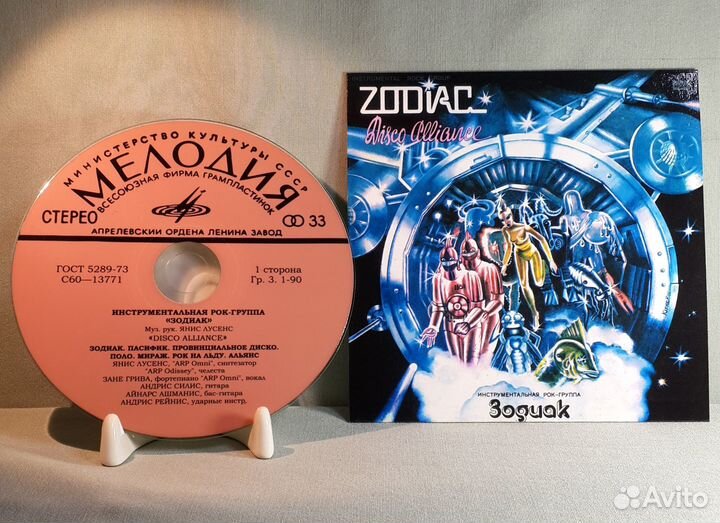 МИНИСТЕРСТВО КУЛЬТУРЫ СССР
МЕЛОДИЯ
ВСЕСОЮЗНАЯ ФИРМА ГРАМПЛАСТИНОК
СТЕРЕО
33
АПРЕЛЕВСКИЙ ОРДЕНА ЛЕНИНА ЗАВОД
ГОСТ 5289-73
С60—13771
1 сторона
Гр. 3. 1-90
ИНСТРУМЕНТАЛЬНАЯ РОК-ГРУППА
«ЗОДИАК»
Муз. рук. ЯНИС ЛУСЕНС
«DISCO ALLIANCE»
ЗОДИАК. ПАСИФИК. ПРОВИНЦИАЛЬНОЕ ДИСКО.
ПОЛО. МИРАЖ. РОК НА ЛЬДУ. АЛЬЯНС
ЯНИС ЛУСЕНС, "ARP Omni", синтезатор
"ARP Odissey", челеста
ЗАНЕ ГРИВА, фортепиано "ARP Omni", вокал
АНДРИС СИЛИС, гитара
АЙНАРС АШМАНИС, бас-гитара
АНДРИС РЕЙНИС, ударные инстр.
INSTRUMENTAL ROCK GROUP
ZODIAC
Disco Alliance
ИНСТРУМЕНТАЛЬНАЯ РОК-ГРУППА
Зодиак
Avito